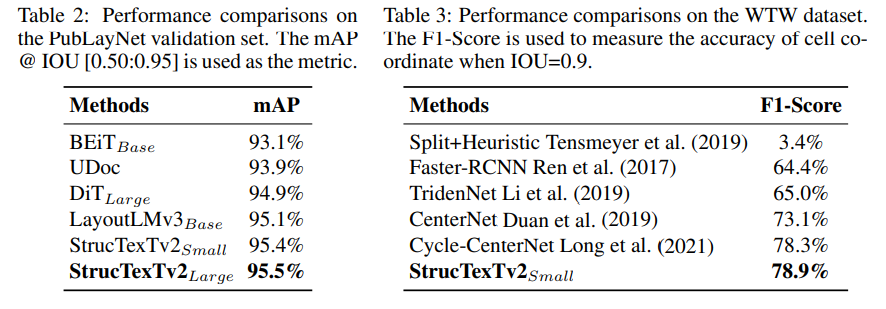 Table 2: Performance comparisons on
the PubLayNet validation set. The mAP
@ IOU [0.50:0.95] is used as the metric.
Methods mAP
BEiT Base 93.1%
UDoc 93.9%
DiT Large 94.9%
LayoutLMv3 Base 95.1%
StrucTexTv2 Small 95.4%
StrucTexTv2 Large 95.5%
Table 3: Performance comparisons on the WTW dataset.
The F1-Score is used to measure the accuracy of cell co-
ordinate when IOU=0.9.
Methods F1-Score
Split+Heuristic Tensmeyer et al. (2019) 3.4%
Faster-RCNN Ren et al. (2017) 64.4%
TridenNet Li et al. (2019) 65.0%
CenterNet Duan et al. (2019) 73.1%
Cycle-CenterNet Long et al. (2021) 78.3%
StrucTexTv2 Small 78.9%